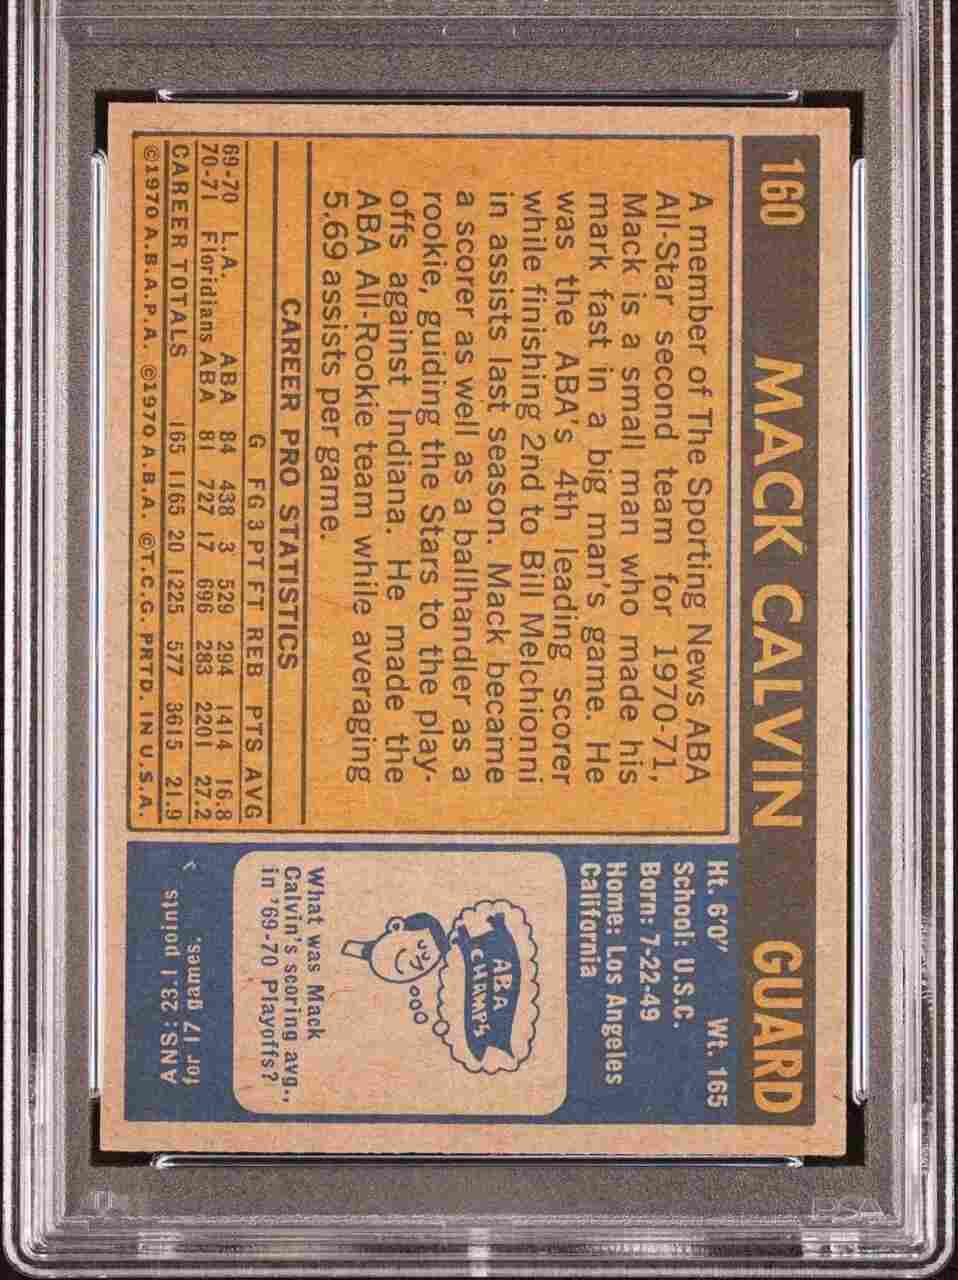 160 MACK CALVIN GUARD
A member of The Sporting News ABA
All-Star second team for 1970-71,
Mack is a small man who made his
mark fast in a big man's game. He
was the ABA's 4th leading scorer
while finishing 2nd to Bill Melchionni
in assists last season. Mack became
a scorer as well as a ballhandler as a
rookie, guiding the Stars to the play-
offs against Indiana. He made the
ABA All-Rookie team while averaging
5.69 assists per game.
CAREER PRO STATISTICS
G FG 3PT FT REB PTS AVG
69-70 L.A. ABA 84 438 3 529 294 1414 16.8
70-71 Floridians ABA 81 727 17 696 283 2201 27.2
CAREER TOTALS 165 1165 20 1225 577 3615 21.9
©1970 A.B.A.P.A. ©1970 A.B.A. ©T.C.G. PRTD. IN U.S.A.
Ht. 6'0" Wt. 165
School: U.S.C.
Born: 7-22-49
Home: Los Angeles
California
ABA
CHAMPS
What was Mack
Calvin's scoring avg.,
in '69-70 Playoffs?
for 17 games.
ANS: 23.1 points
PSA